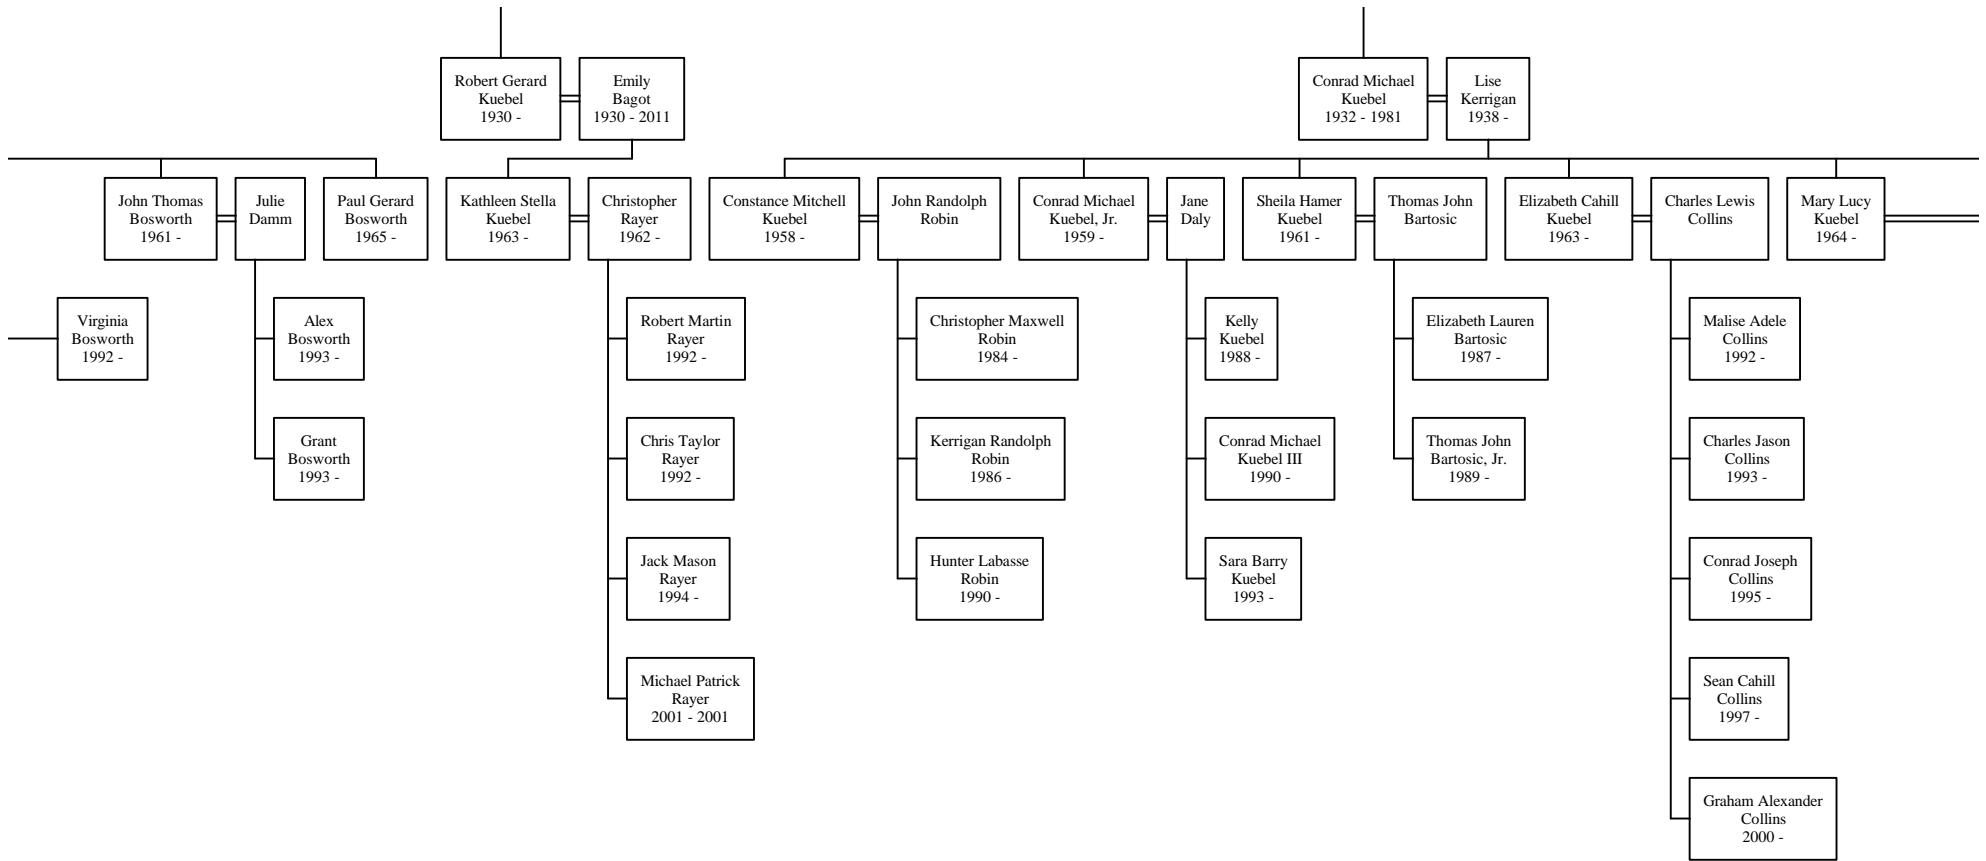 Robert Gerard
Kuebel
1930 -
Emily
Bagot
1930 - 2011
Conrad Michael
Kuebel
1932 - 1981
Lise
Kerrigan
1938 -
John Thomas
Bosworth
1961 -
Julie
Damm
Paul Gerard
Bosworth
1965 -
Kathleen Stella
Kuebel
1963 -
Christopher
Rayer
1962 -
Constance Mitchell
Kuebel
1958 -
John Randolph
Robin
Conrad Michael
Kuebel, Jr.
1959 -
Jane
Daly
Sheila Hamer
Kuebel
1961 -
Thomas John
Bartosic
Elizabeth Cahill
Kuebel
1963 -
Charles Lewis
Collins
Mary Lucy
Kuebel
1964 -
Virginia
Bosworth
1992 -
Alex
Bosworth
1993 -
Robert Martin
Rayer
1992 -
Christopher Maxwell
Robin
1984 -
Kelly
Kuebel
1988 -
Elizabeth Lauren
Bartosic
1987 -
Malise Adele
Collins
1992 -
Grant
Bosworth
1993 -
Chris Taylor
Rayer
1992 -
Kerrigan Randolph
Robin
1986 -
Conrad Michael
Kuebel III
1990 -
Thomas John
Bartosic, Jr.
1989 -
Charles Jason
Collins
1993 -
Jack Mason
Rayer
1994 -
Hunter Labasse
Robin
1990 -
Sara Barry
Kuebel
1993 -
Conrad Joseph
Collins
1995 -
Michael Patrick
Rayer
2001 - 2001
Sean Cahill
Collins
1997 -
Graham Alexander
Collins
2000 -